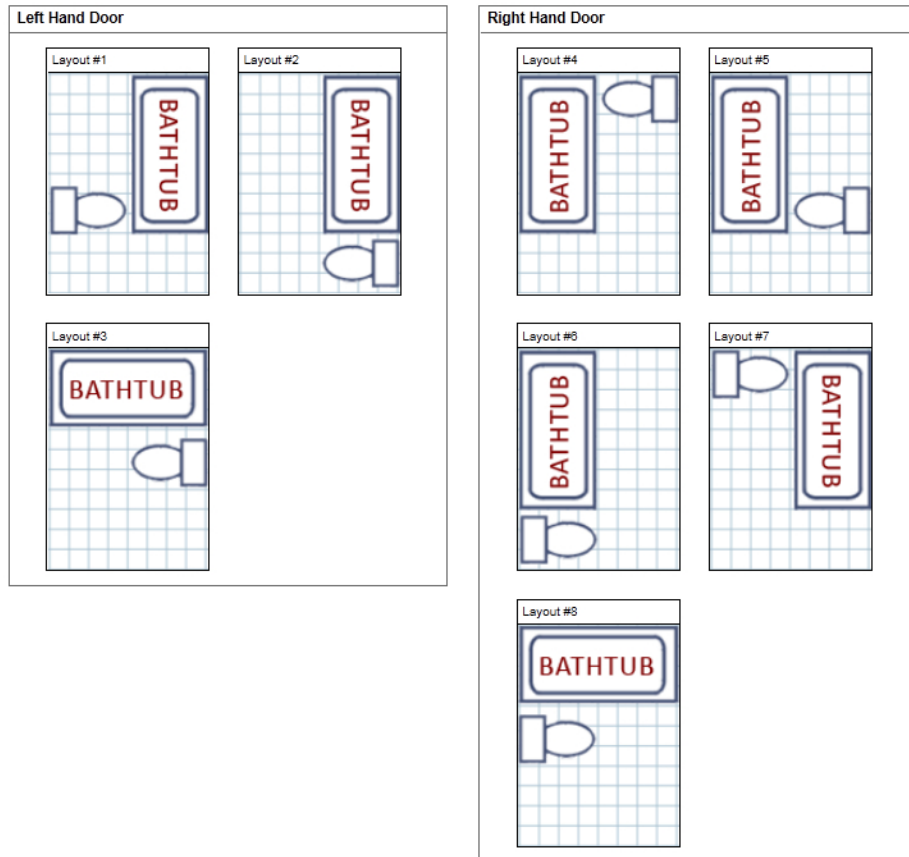 Left Hand Door
Layout #1
BATHTUB
Layout #2
BATHTUB
Layout #3
BATHTUB
Right Hand Door
Layout #4
BATHTUB
Layout #5
BATHTUB
Layout #6
BATHTUB
Layout #7
BATHTUB
Layout #8
BATHTUB